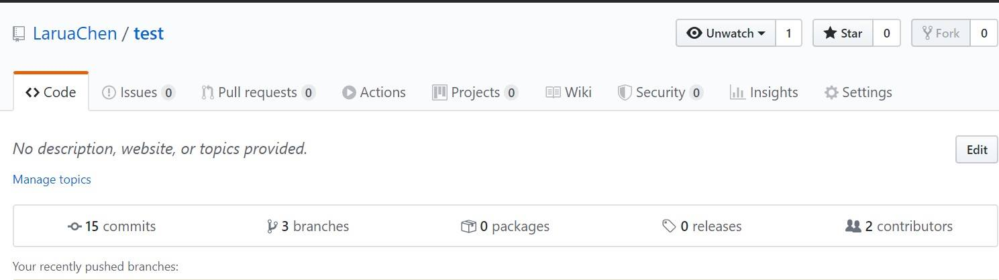 LaruaChen / test Unwatch 1 Star 0 Fork 0
Code Issues 0 Pull requests 0 Actions Projects 0 Wiki Security 0 Insights Settings
No description, website, or topics provided. Edit
Manage topics
15 commits 3 branches 0 packages 0 releases 2 contributors
Your recently pushed branches: